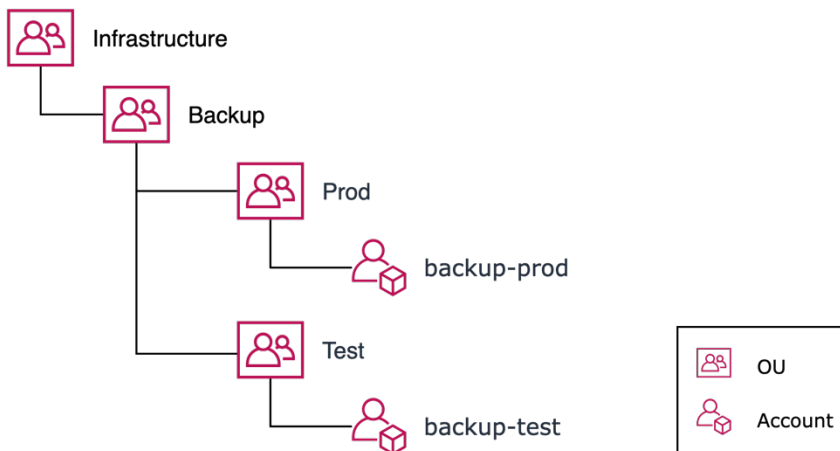 Infrastructure
Backup
Prod
backup-prod
Test
backup-test
OU
Account